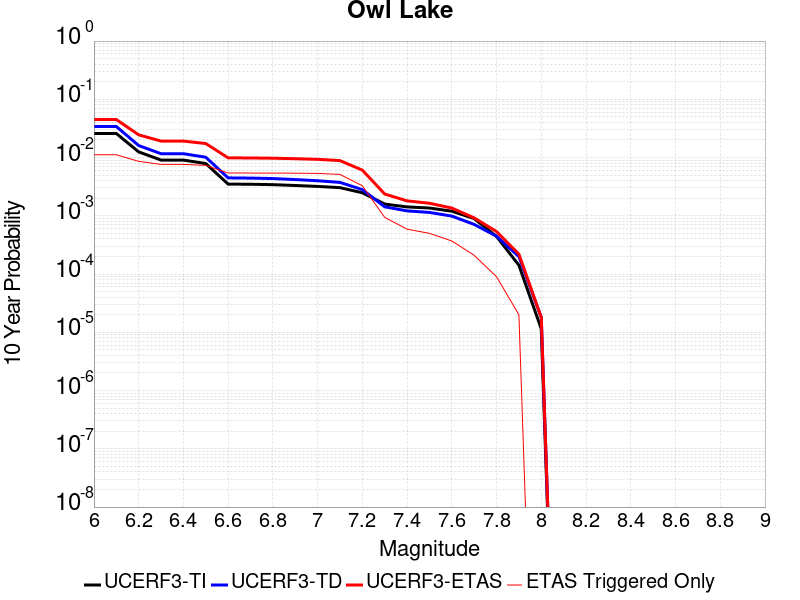 Owl Lake
10 0
10 -1
10 -2
10 -3
10 -4
10 -5
10 -6
10 -7
10 -8
10 Year Probability
6 6.2 6.4 6.6 6.8 7 7.2 7.4 7.6 7.8 8 8.2 8.4 8.6 8.8 9
Magnitude
UCERF3-TI UCERF3-TD UCERF3-ETAS ETAS Triggered Only